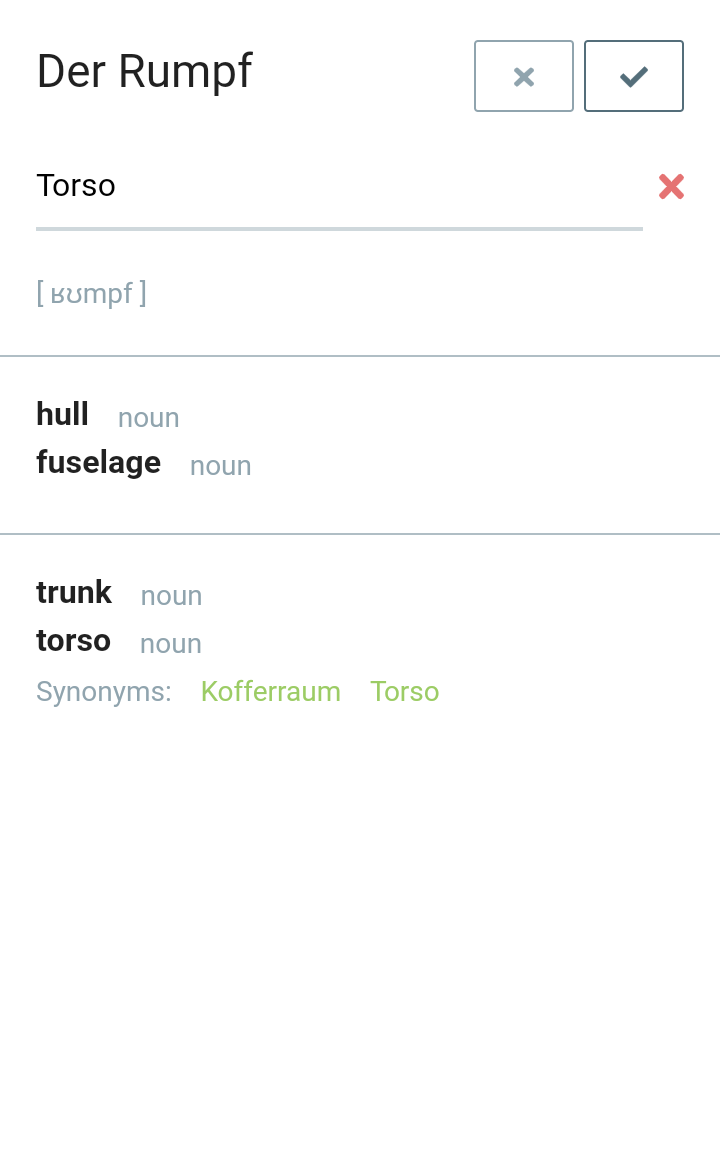 Der Rumpf
Torso
[ ʁʊmpf ]
hull noun
fuselage noun
trunk noun
torso noun
Synonyms: Kofferraum Torso